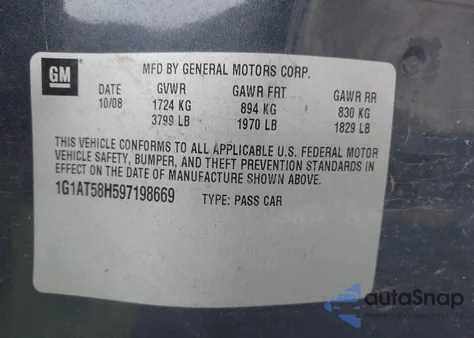 GM
MFD BY GENERAL MOTORS CORP.
DATE GVWR GAWR FRT GAWR RR
10/08 1724 KG 894 KG 830 KG
3799 LB 1970 LB 1829 LB
THIS VEHICLE CONFORMS TO ALL APPLICABLE U.S. FEDERAL MOTOR
VEHICLE SAFETY, BUMPER, AND THEFT PREVENTION STANDARDS IN
EFFECT ON THE DATE OF MANUFACTURE SHOWN ABOVE.
1G1AT58H597198669 TYPE: PASS CAR
autaSnap